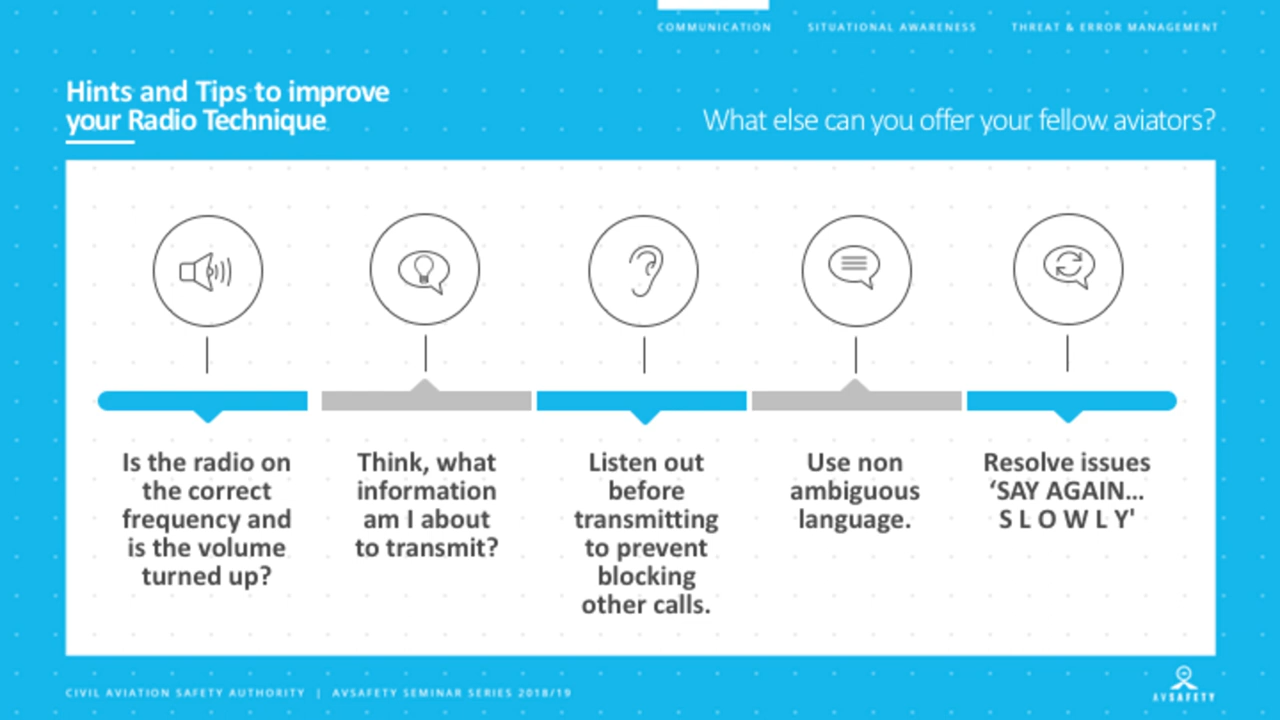 COMMUNICATION
SITUATIONAL AWARENESS
THREAT & ERROR MANAGEMENT
Hints and Tips to improve
your Radio Technique
What else can you offer your fellow aviators?
Is the radio on
the correct
frequency and
is the volume
turned up?
Think, what
information
am I about
to transmit?
Listen out
before
transmitting
to prevent
blocking
other calls.
Use non
ambiguous
language.
Resolve issues
‘SAY AGAIN...
S L O W L Y'
CIVIL AVIATION SAFETY AUTHORITY | AVSAFETY SEMINAR SERIES 2018/19
AVSAFETY